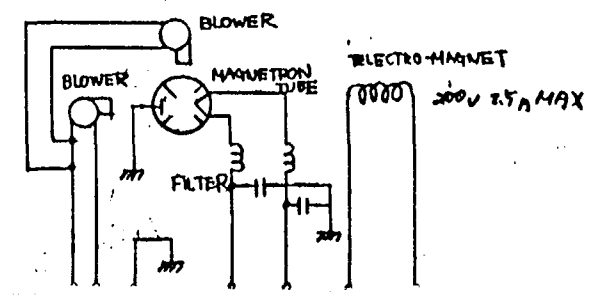 BLOWER
BLOWER
MAGNETRON
TUBE
ELECTRO-MAGNET
200V 2.5A MAX
FILTER